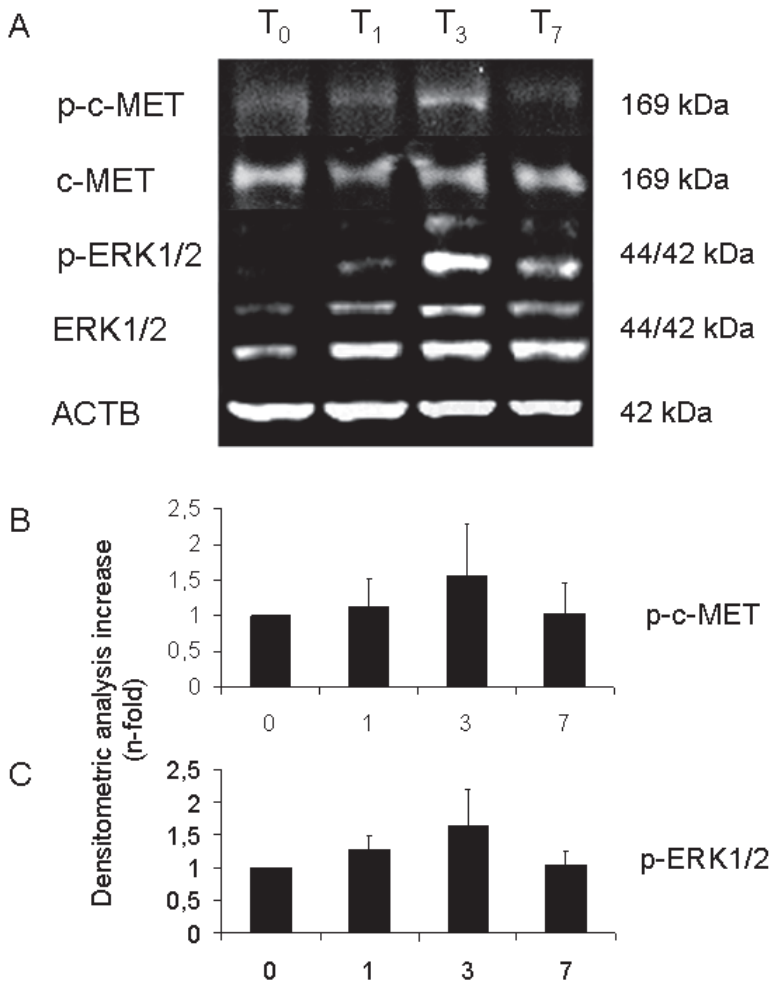 A
T0 T1 T3 T7
p-c-MET 169 kDa
c-MET 169 kDa
p-ERK1/2 44/42 kDa
ERK1/2 44/42 kDa
ACTB 42 kDa
B
Densitometric analysis increase
(n-fold)
2,5
2
1,5
1
0,5
0
0 1 3 7
p-c-MET
C
2,5
2
1,5
1
0,5
0
0 1 3 7
p-ERK1/2